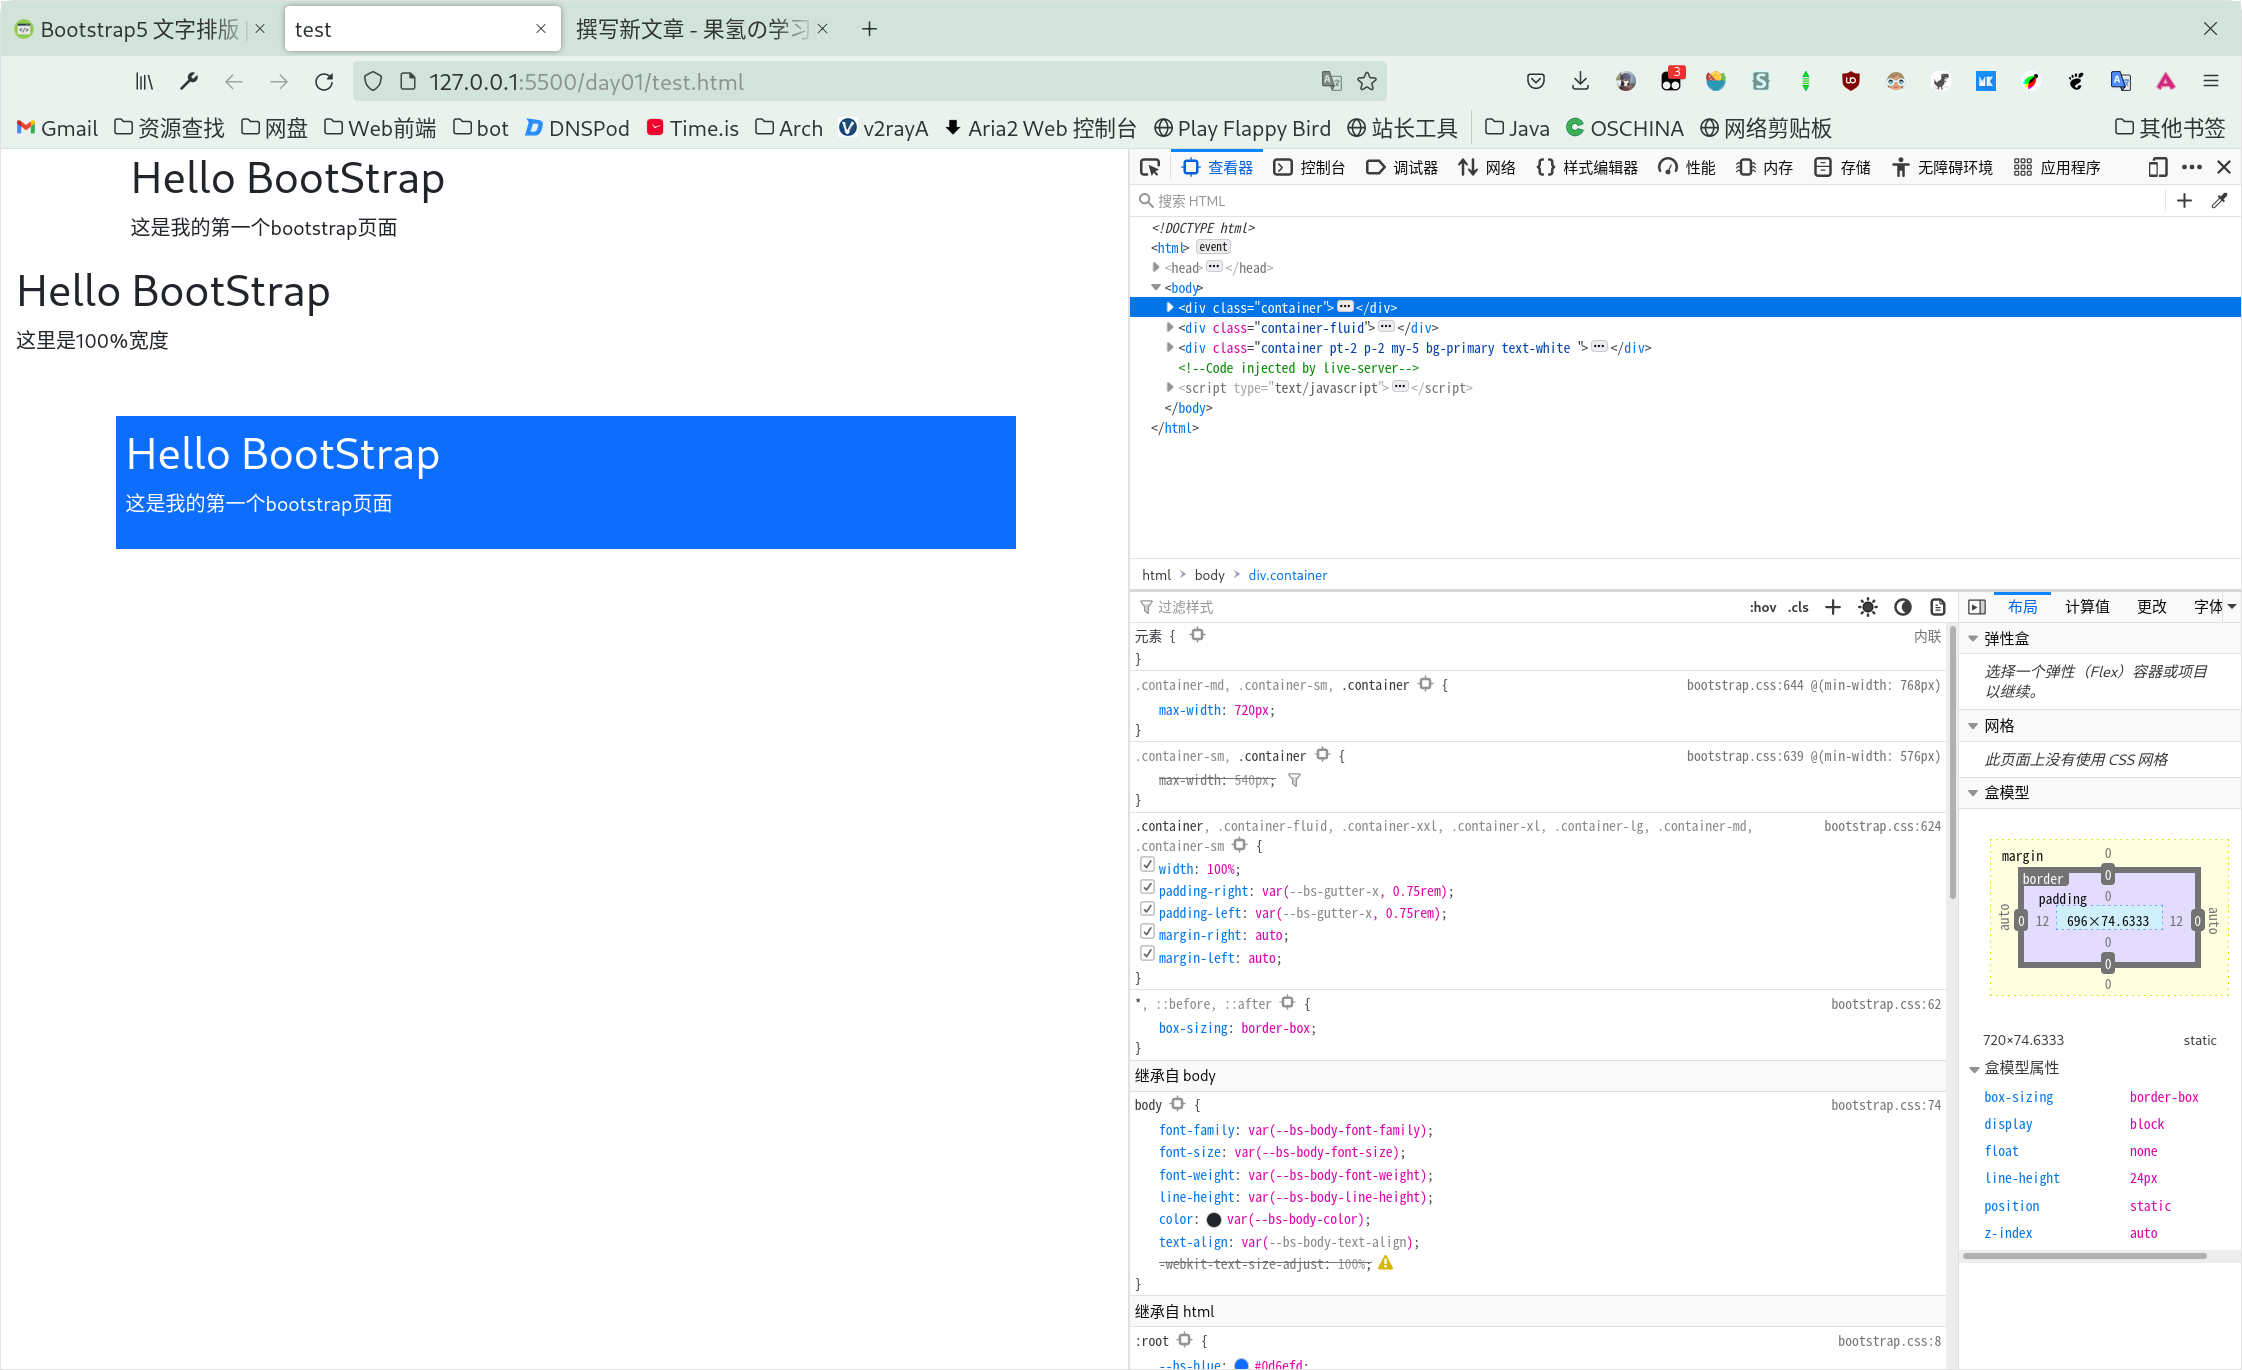 Bootstrap5 文字排版
test
撰写新文章 - 果氢の学习
127.0.0.1:5500/day01/test.html
3
Gmail 资源查找 网盘 Web前端 bot DNSPod Time.is Arch v2rayA Aria2 Web 控制台 Play Flappy Bird 站长工具 Java OSCHINA 网络剪贴板 其他书签
Hello BootStrap
这是我的第一个bootstrap页面
Hello BootStrap
这里是100%宽度
Hello BootStrap
这是我的第一个bootstrap页面
查看器 控制台 调试器 网络 样式编辑器 性能 内存 存储 无障碍环境 应用程序
搜索 HTML
<!DOCTYPE html>
<html> event
<head>•••</head>
<body>
<div class="container">•••</div>
<div class="container-fluid">•••</div>
<div class="container pt-2 p-2 my-5 bg-primary text-white ">•••</div>
<!--Code injected by live-server-->
<script type="text/javascript">•••</script>
</body>
</html>
html > body > div.container
过滤样式 :hov .cls
元素 { 内联
}
.container-md, .container-sm, .container { bootstrap.css:644 @(min-width: 768px)
max-width: 720px;
}
.container-sm, .container { bootstrap.css:639 @(min-width: 576px)
max-width: 540px;
}
.container, .container-fluid, .container-xxl, .container-xl, .container-lg, .container-md, bootstrap.css:624
.container-sm {
width: 100%;
padding-right: var(--bs-gutter-x, 0.75rem);
padding-left: var(--bs-gutter-x, 0.75rem);
margin-right: auto;
margin-left: auto;
}
*, ::before, ::after { bootstrap.css:62
box-sizing: border-box;
}
继承自 body
body { bootstrap.css:74
font-family: var(--bs-body-font-family);
font-size: var(--bs-body-font-size);
font-weight: var(--bs-body-font-weight);
line-height: var(--bs-body-line-height);
color: var(--bs-body-color);
text-align: var(--bs-body-text-align);
-webkit-text-size-adjust: 100%;
}
继承自 html
:root { bootstrap.css:8
--bs-blue: #0d6efd;
布局 计算值 更改 字体
弹性盒
选择一个弹性（Flex）容器或项目
以继续。
网格
此页面上没有使用 CSS 网格
盒模型
margin 0
border 0
padding 0
auto 0 12 696×74.6333 12 0 auto
0
0
0
720×74.6333 static
盒模型属性
box-sizing border-box
display block
float none
line-height 24px
position static
z-index auto